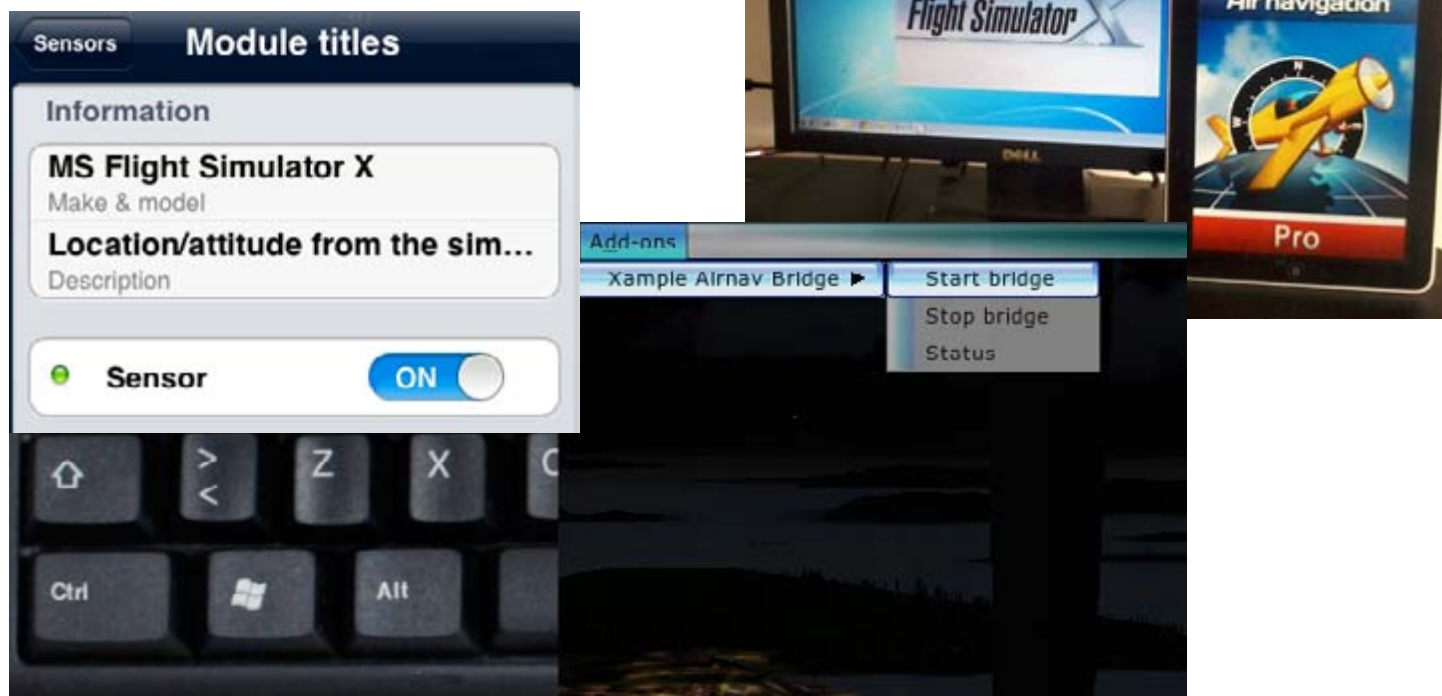 Sensors
Module titles
Information
MS Flight Simulator X
Make & model
Location/attitude from the sim...
Description
Sensor
ON
Flight Simulator X
DELL
Air navigation
N
W
Pro
Add-ons
Xample Airnav Bridge
Start bridge
Stop bridge
Status
> Z X
<
Ctrl Alt